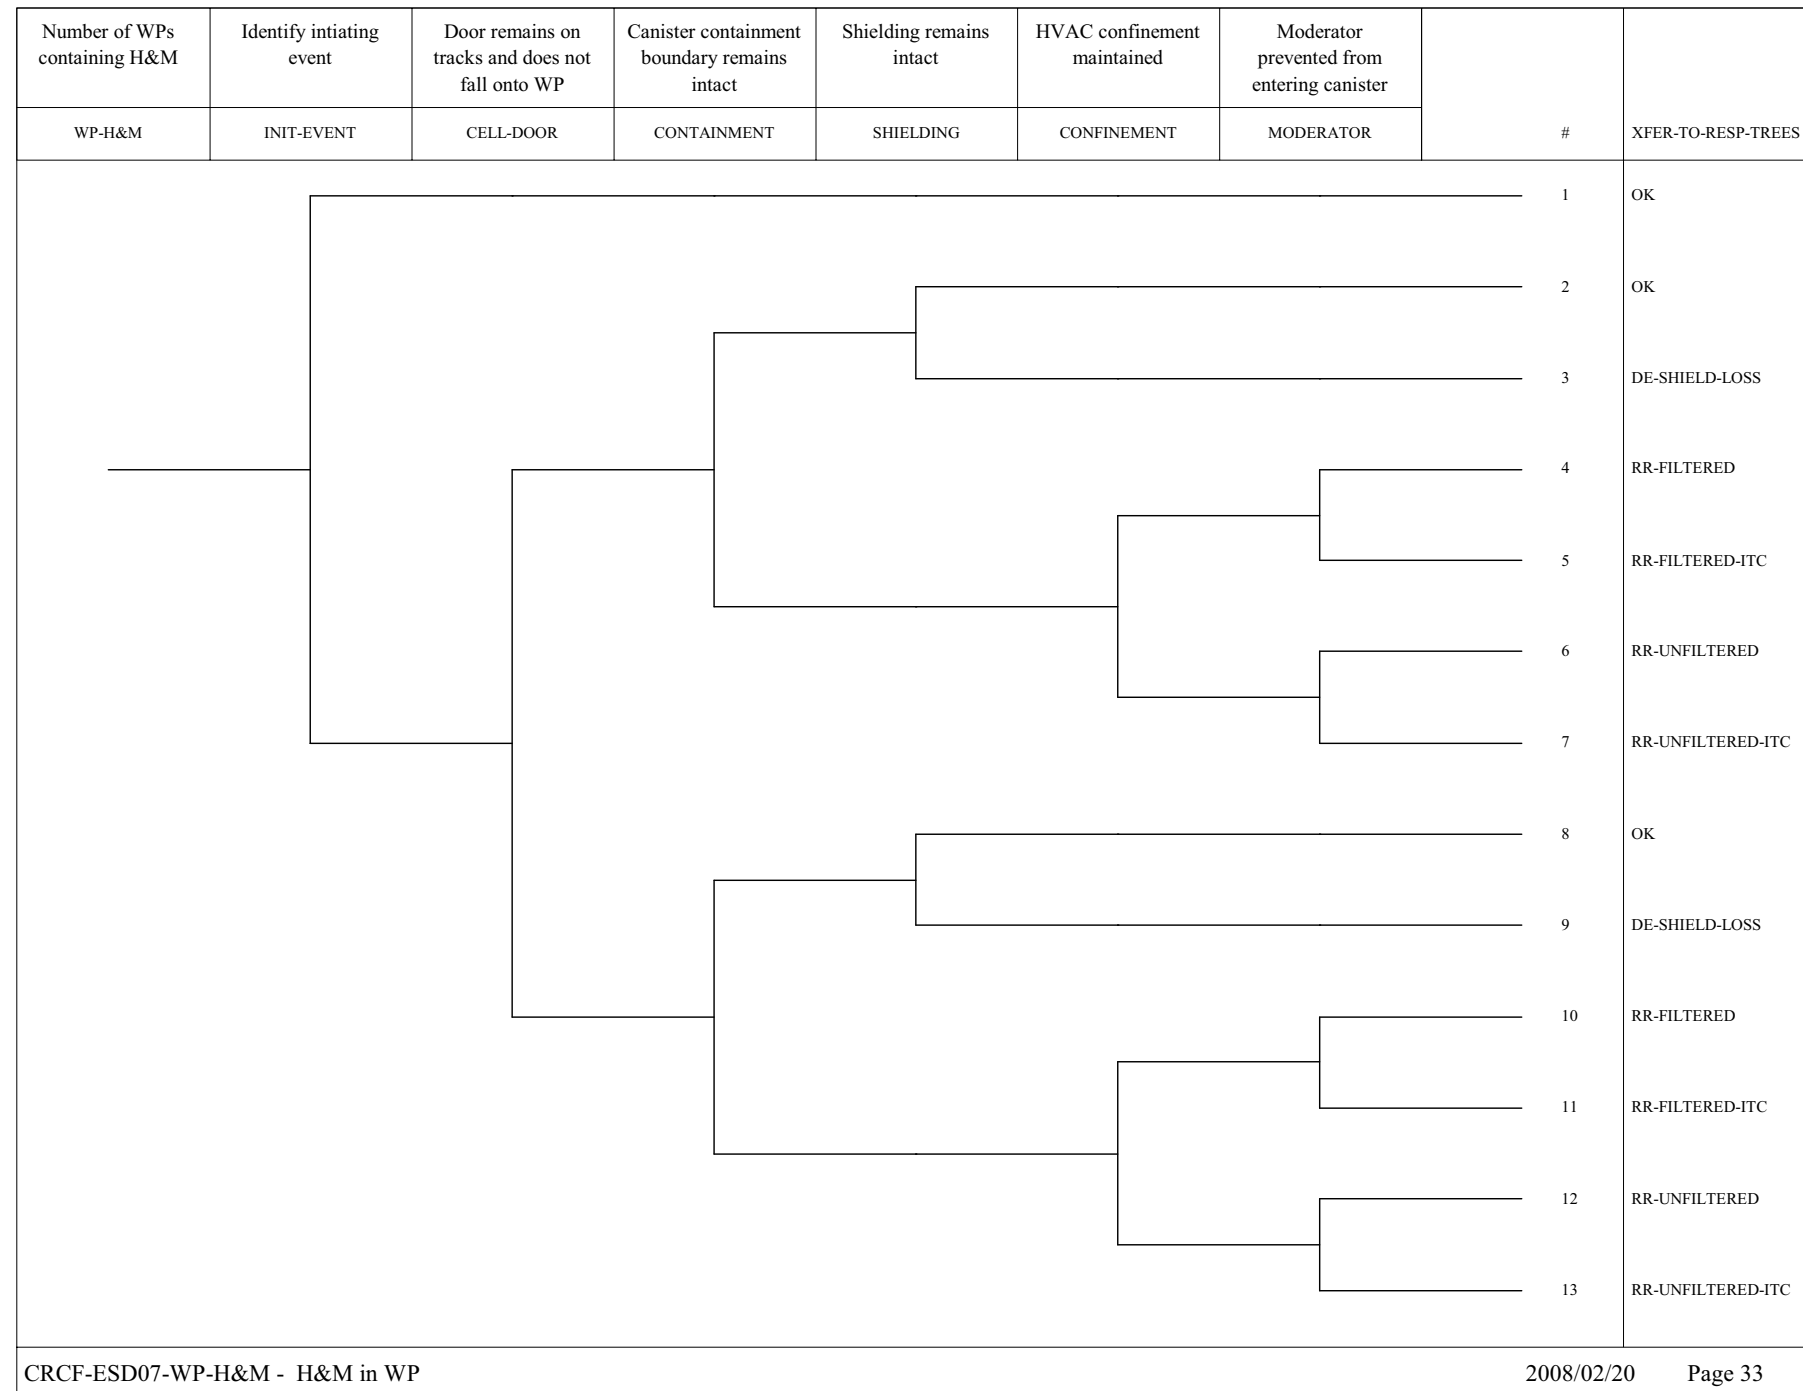 Number of WPs
containing H&M
Identify intiating
event
Door remains on
tracks and does not
fall onto WP
Canister containment
boundary remains
intact
Shielding remains
intact
HVAC confinement
maintained
Moderator
prevented from
entering canister
WP-H&M
INIT-EVENT
CELL-DOOR
CONTAINMENT
SHIELDING
CONFINEMENT
MODERATOR
#
XFER-TO-RESP-TREES
1 OK
2 OK
3 DE-SHIELD-LOSS
4 RR-FILTERED
5 RR-FILTERED-ITC
6 RR-UNFILTERED
7 RR-UNFILTERED-ITC
8 OK
9 DE-SHIELD-LOSS
10 RR-FILTERED
11 RR-FILTERED-ITC
12 RR-UNFILTERED
13 RR-UNFILTERED-ITC
CRCF-ESD07-WP-H&M - H&M in WP
2008/02/20 Page 33